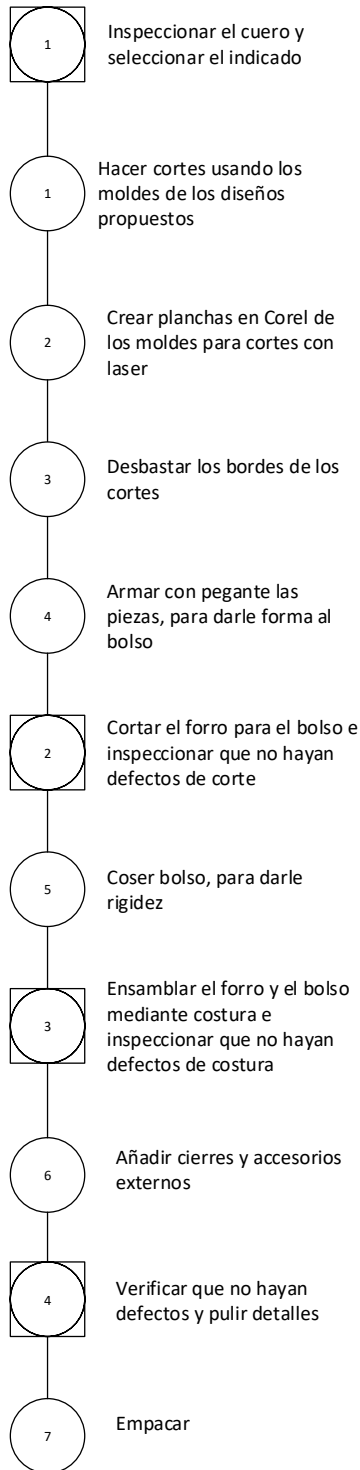 1
Inspeccionar el cuero y
seleccionar el indicado
1
Hacer cortes usando los
moldes de los diseños
propuestos
2
Crear planchas en Corel de
los moldes para cortes con
laser
3
Desbastar los bordes de los
cortes
4
Armar con pegante las
piezas, para darle forma al
bolso
2
Cortar el forro para el bolso e
inspeccionar que no hayan
defectos de corte
5
Coser bolso, para darle
rigidez
3
Ensamblar el forro y el bolso
mediante costura e
inspeccionar que no hayan
defectos de costura
6
Añadir cierres y accesorios
externos
4
Verificar que no hayan
defectos y pulir detalles
7
Empacar